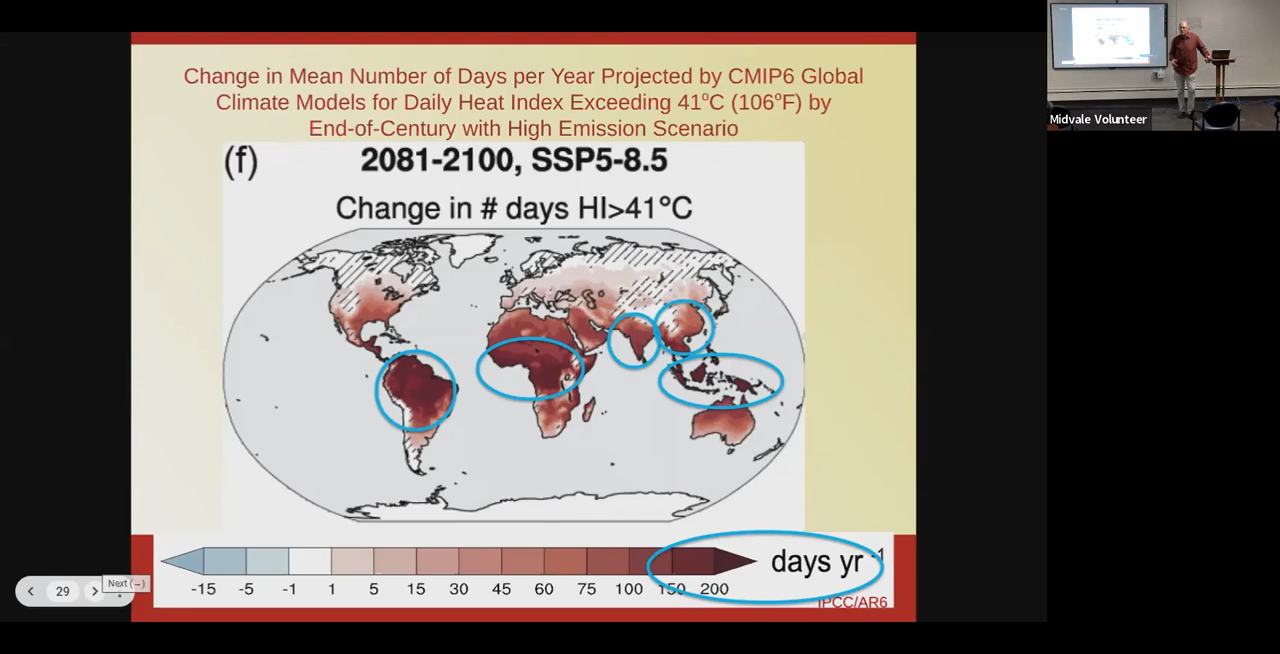 Change in Mean Number of Days per Year Projected by CMIP6 Global
Climate Models for Daily Heat Index Exceeding 41°C (106°F) by
End-of-Century with High Emission Scenario
(f) 2081-2100, SSP5-8.5
Change in # days HI>41°C
-15 -5 -1 1 5 15 30 45 60 75 100 150 200 days yr⁻¹
IPCC/AR6
29
Next (→)
Midvale Volunteer